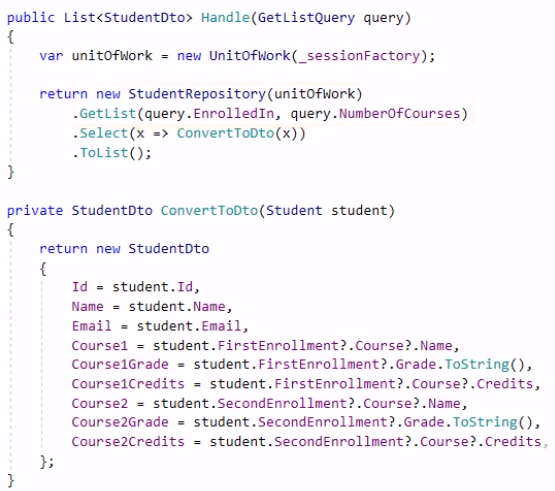 public List<StudentDto> Handle(GetListQuery query)
{
    var unitOfWork = new UnitOfWork(_sessionFactory);

    return new StudentRepository(unitOfWork)
        .GetList(query.EnrolledIn, query.NumberOfCourses)
        .Select(x => ConvertToDto(x))
        .ToList();
}

private StudentDto ConvertToDto(Student student)
{
    return new StudentDto
    {
        Id = student.Id,
        Name = student.Name,
        Email = student.Email,
        Course1 = student.FirstEnrollment?.Course?.Name,
        Course1Grade = student.FirstEnrollment?.Grade.ToString(),
        Course1Credits = student.FirstEnrollment?.Course?.Credits,
        Course2 = student.SecondEnrollment?.Course?.Name,
        Course2Grade = student.SecondEnrollment?.Grade.ToString(),
        Course2Credits = student.SecondEnrollment?.Course?.Credits,
    };
}